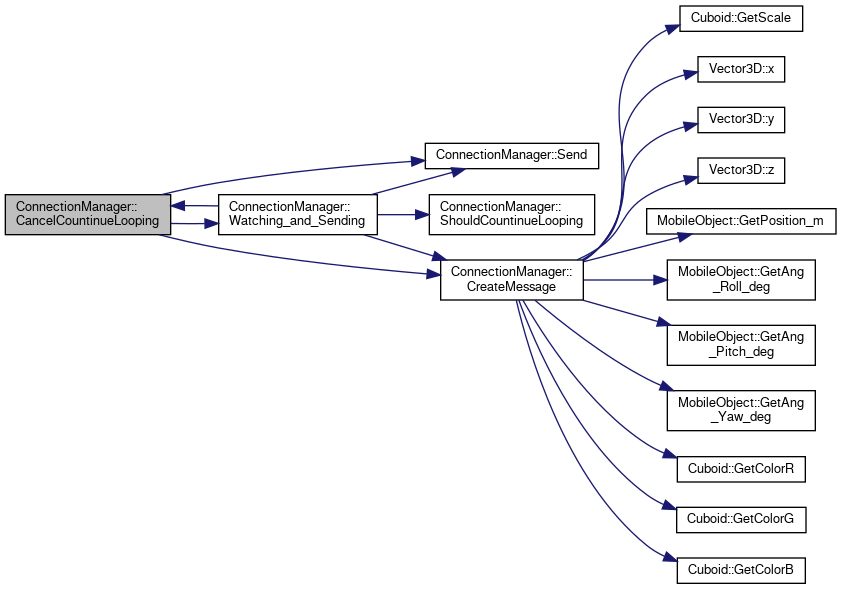 Cuboid::GetScale
Vector3D::x
Vector3D::y
ConnectionManager::Send
Vector3D::z
ConnectionManager::
CancelCountinueLooping
ConnectionManager::
Watching_and_Sending
ConnectionManager::
ShouldCountinueLooping
MobileObject::GetPosition_m
ConnectionManager::
CreateMessage
MobileObject::GetAng
_Roll_deg
MobileObject::GetAng
_Pitch_deg
MobileObject::GetAng
_Yaw_deg
Cuboid::GetColorR
Cuboid::GetColorG
Cuboid::GetColorB